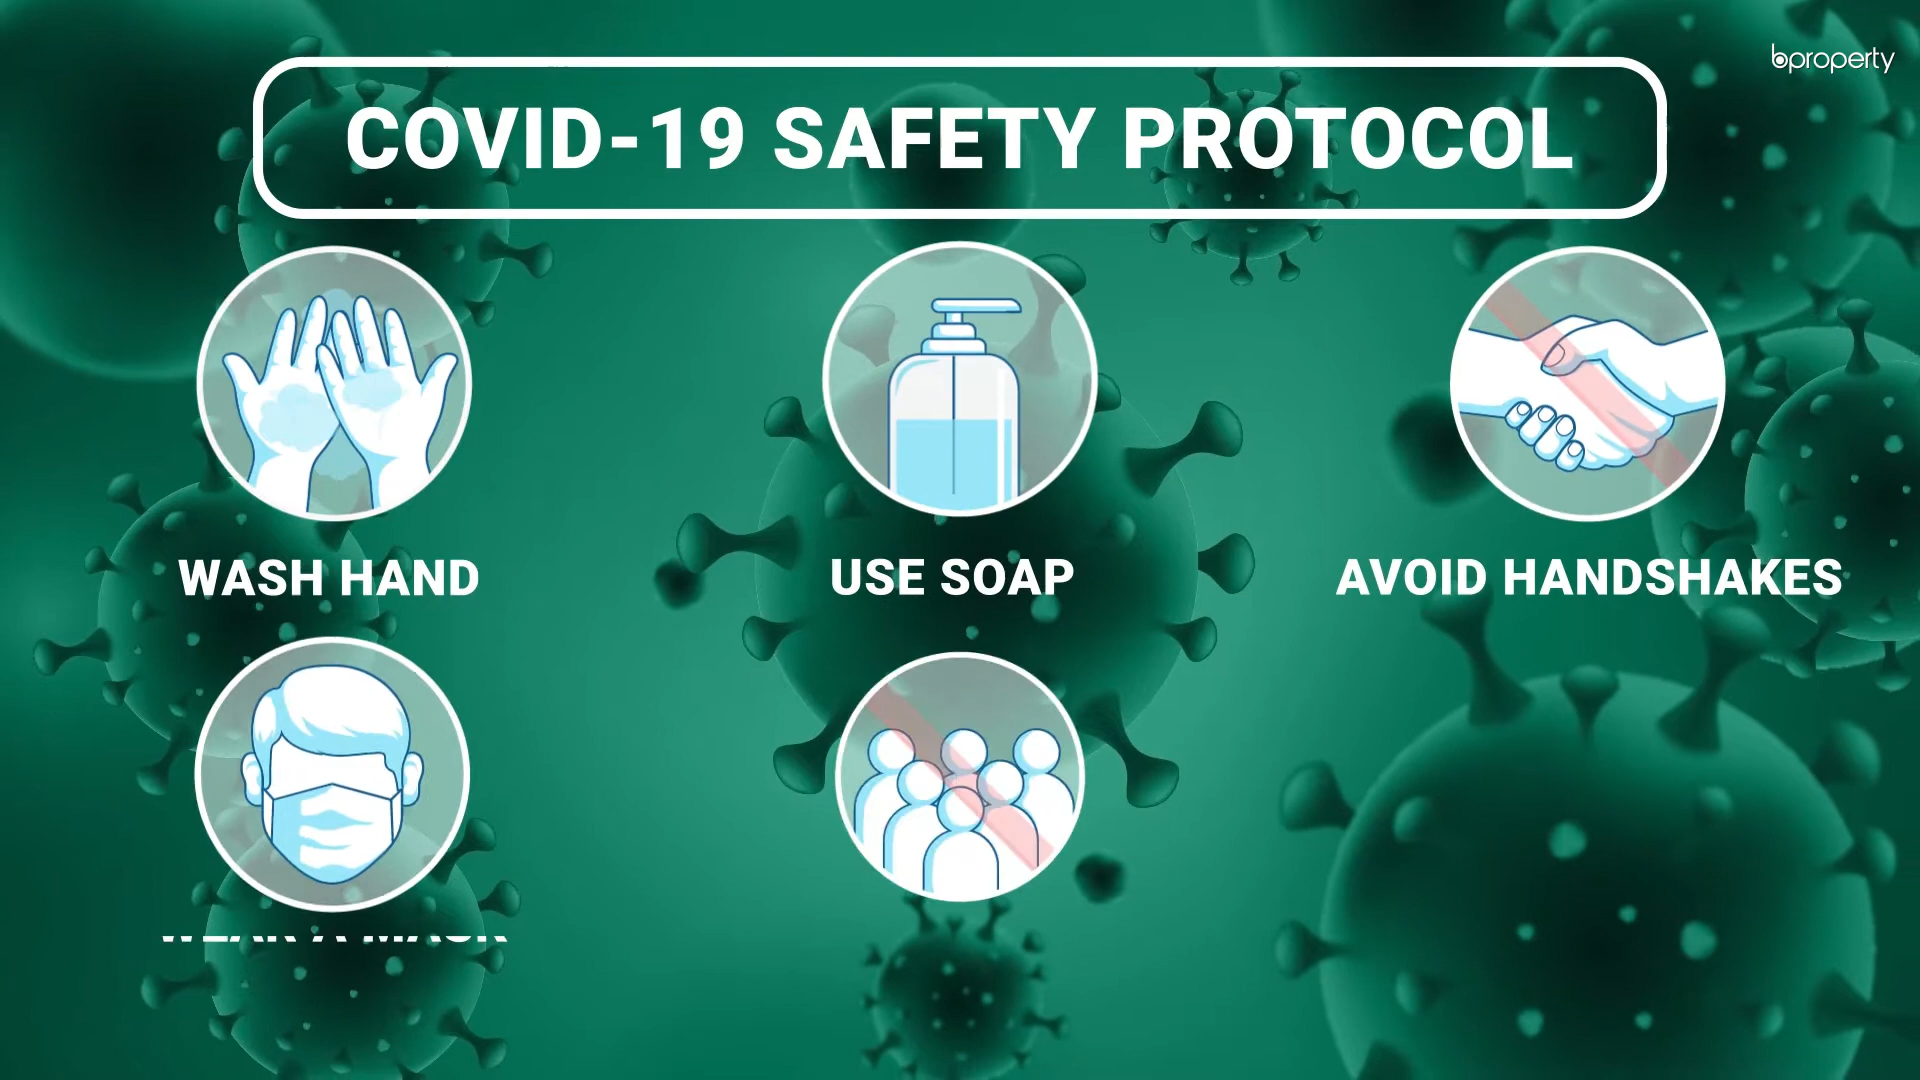 bproperty
COVID-19 SAFETY PROTOCOL
WASH HAND
USE SOAP
AVOID HANDSHAKES